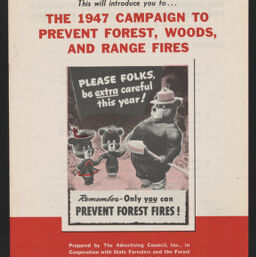 This will introduce you to...
THE 1947 CAMPAIGN TO
PREVENT FOREST, WOODS,
AND RANGE FIRES
PLEASE FOLKS,
be extra careful
this year!
Remember - Only you can
PREVENT FOREST FIRES!
Prepared by The Advertising Council, Inc., in
Cooperation with State Foresters and the Forest